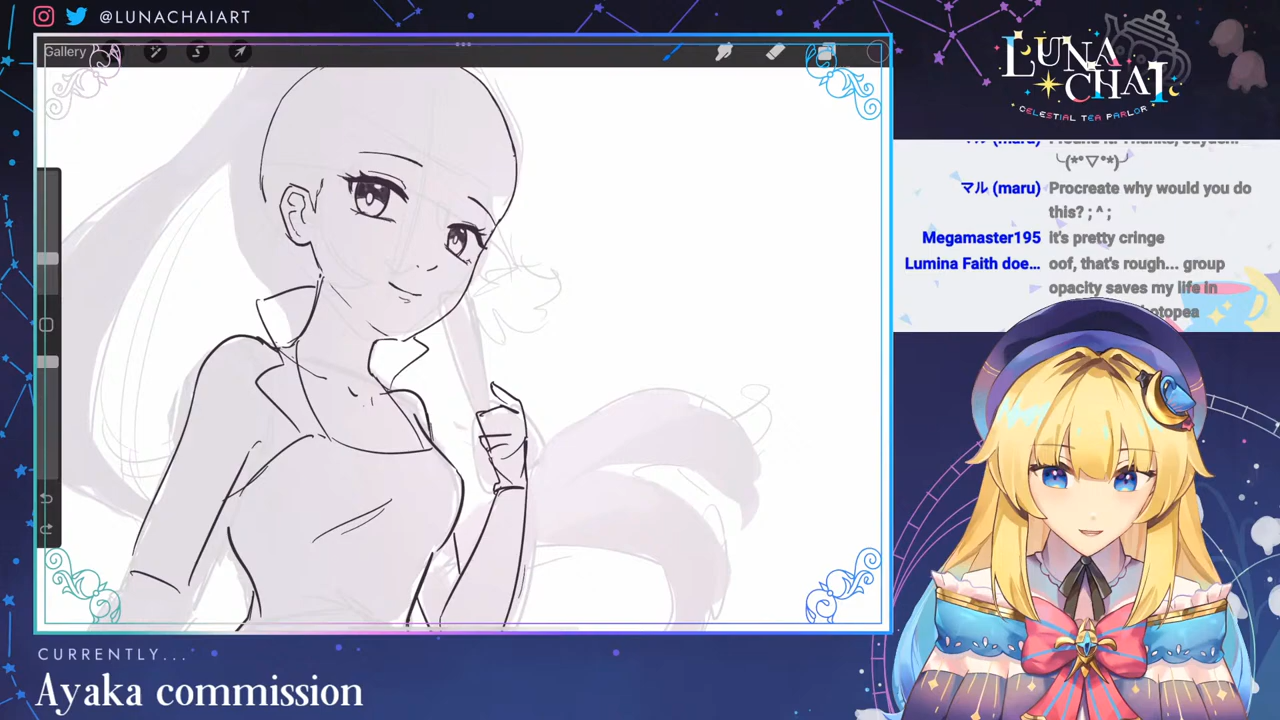 @LUNACHAIART
Gallery
LUNA
CHAI
CELESTIAL TEA PARLOR
マル (maru) Procreate why would you do
this? ; ^ ;
Megamaster195 It's pretty cringe
Lumina Faith doe... oof, that's rough... group
opacity saves my life in
CURRENTLY...
Ayaka commission